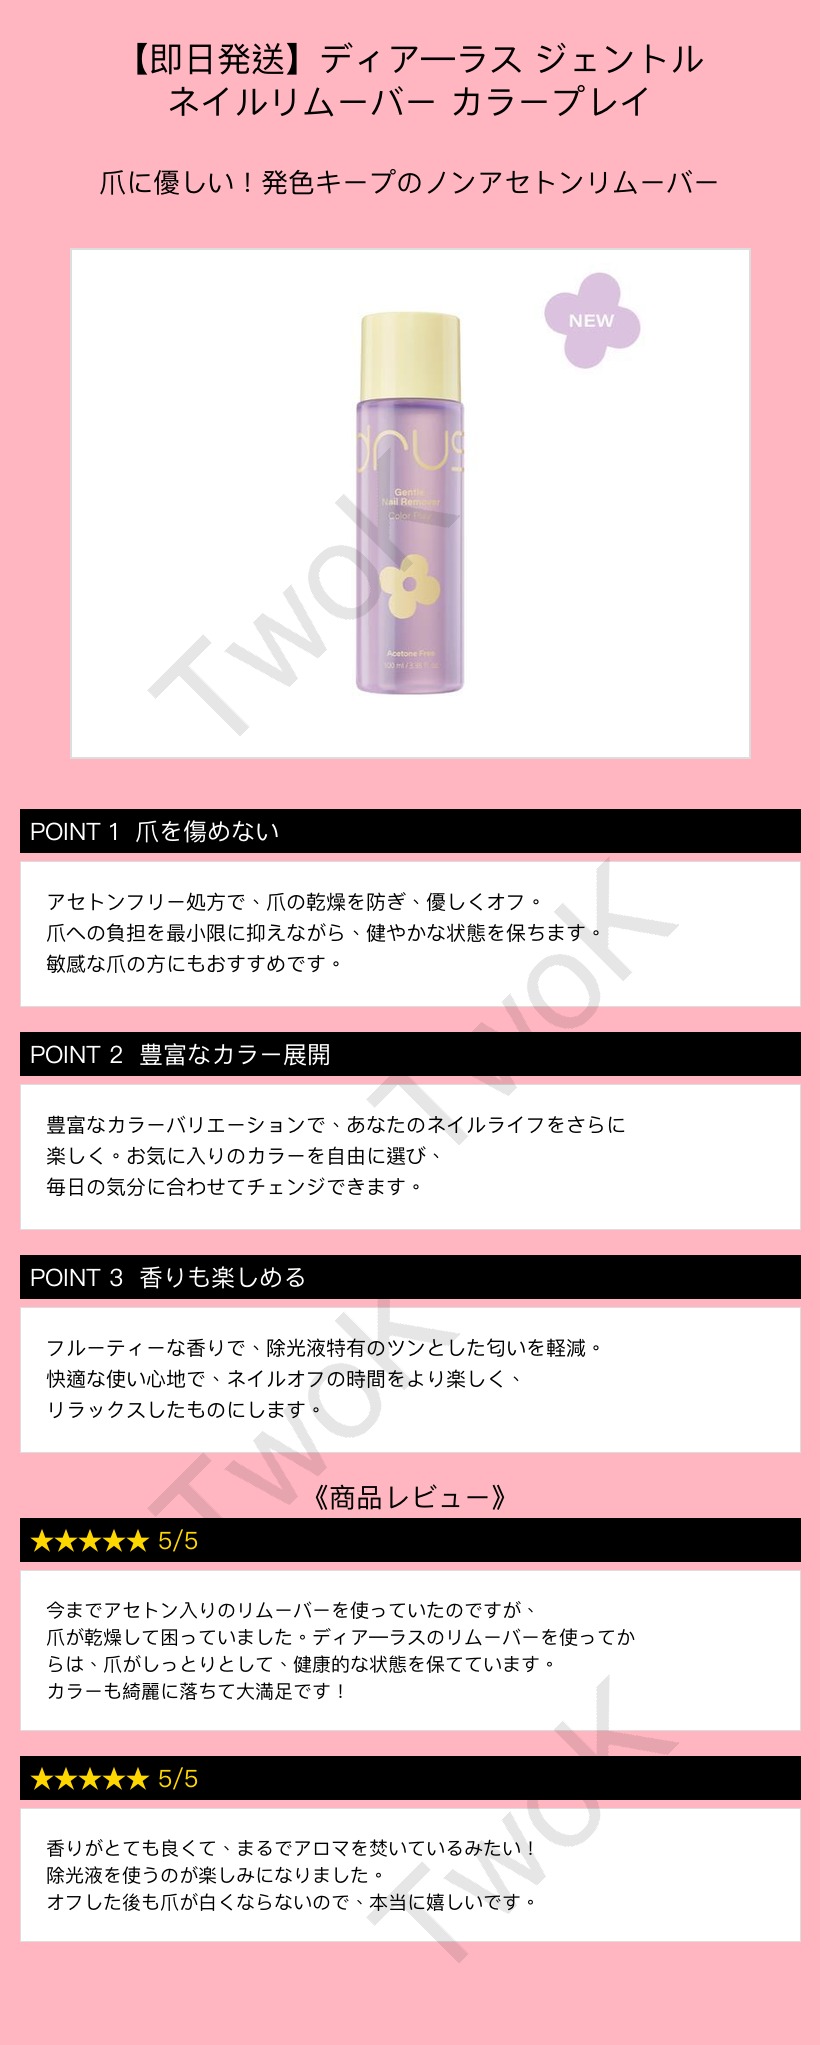 【即日発送】ディアーラス ジェントル
ネイルリムーバー カラープレイ
爪に優しい！発色キープのノンアセトンリムーバー
NEW
drus
Gentle
Nail Remover
Color Play
Acetone Free
100 ml / 3.38 fl. oz
TwoK
POINT 1 爪を傷めない
アセトンフリー処方で、爪の乾燥を防ぎ、優しくオフ。
爪への負担を最小限に抑えながら、健やかな状態を保ちます。
敏感な爪の方にもおすすめです。
TwoK
POINT 2 豊富なカラー展開
豊富なカラーバリエーションで、あなたのネイルライフをさらに
楽しく。お気に入りのカラーを自由に選び、
毎日の気分に合わせてチェンジできます。
POINT 3 香りも楽しめる
フルーティーな香りで、除光液特有のツンとした匂いを軽減。
快適な使い心地で、ネイルオフの時間をより楽しく、
リラックスしたものにします。
TwoK
《商品レビュー》
★★★★★ 5/5
今までアセトン入りのリムーバーを使っていたのですが、
爪が乾燥して困っていました。ディアーラスのリムーバーを使ってか
らは、爪がしっとりとして、健康的な状態を保てています。
カラーも綺麗に落ちて大満足です！
★★★★★ 5/5
香りがとても良くて、まるでアロマを焚いているみたい！
除光液を使うのが楽しみになりました。
オフした後も爪が白くならないので、本当に嬉しいです。
TwoK